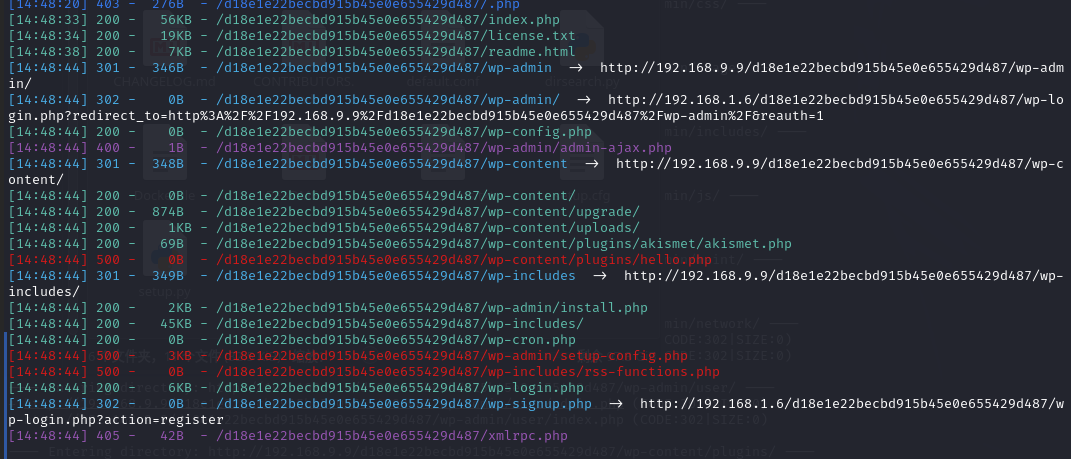 [14:48:20] 403 -  276B  - /d18e1e22becbd915b45e0e655429d487/.php
[14:48:33] 200 -   56KB - /d18e1e22becbd915b45e0e655429d487/index.php
[14:48:34] 200 -   19KB - /d18e1e22becbd915b45e0e655429d487/license.txt
[14:48:38] 200 -    7KB - /d18e1e22becbd915b45e0e655429d487/readme.html
[14:48:44] 301 -  346B  - /d18e1e22becbd915b45e0e655429d487/wp-admin  →  http://192.168.9.9/d18e1e22becbd915b45e0e655429d487/wp-adm
in/
[14:48:44] 302 -    0B  - /d18e1e22becbd915b45e0e655429d487/wp-admin/  →  http://192.168.1.6/d18e1e22becbd915b45e0e655429d487/wp-lo
gin.php?redirect_to=http%3A%2F%2F192.168.9.9%2Fd18e1e22becbd915b45e0e655429d487%2Fwp-admin%2F&reauth=1
[14:48:44] 200 -    0B  - /d18e1e22becbd915b45e0e655429d487/wp-config.php
[14:48:44] 400 -    1B  - /d18e1e22becbd915b45e0e655429d487/wp-admin/admin-ajax.php
[14:48:44] 301 -  348B  - /d18e1e22becbd915b45e0e655429d487/wp-content  →  http://192.168.9.9/d18e1e22becbd915b45e0e655429d487/wp-c
ontent/
[14:48:44] 200 -    0B  - /d18e1e22becbd915b45e0e655429d487/wp-content/
[14:48:44] 200 -  874B  - /d18e1e22becbd915b45e0e655429d487/wp-content/upgrade/
[14:48:44] 200 -    1KB - /d18e1e22becbd915b45e0e655429d487/wp-content/uploads/
[14:48:44] 200 -   69B  - /d18e1e22becbd915b45e0e655429d487/wp-content/plugins/akismet/akismet.php
[14:48:44] 500 -    0B  - /d18e1e22becbd915b45e0e655429d487/wp-content/plugins/hello.php
[14:48:44] 301 -  349B  - /d18e1e22becbd915b45e0e655429d487/wp-includes  →  http://192.168.9.9/d18e1e22becbd915b45e0e655429d487/wp-
includes/
[14:48:44] 200 -    2KB - /d18e1e22becbd915b45e0e655429d487/wp-admin/install.php
[14:48:44] 200 -   45KB - /d18e1e22becbd915b45e0e655429d487/wp-includes/
[14:48:44] 200 -    0B  - /d18e1e22becbd915b45e0e655429d487/wp-cron.php
[14:48:44] 500 -    3KB - /d18e1e22becbd915b45e0e655429d487/wp-admin/setup-config.php
[14:48:44] 500 -    0B  - /d18e1e22becbd915b45e0e655429d487/wp-includes/rss-functions.php
[14:48:44] 200 -    6KB - /d18e1e22becbd915b45e0e655429d487/wp-login.php
[14:48:44] 302 -    0B  - /d18e1e22becbd915b45e0e655429d487/wp-signup.php  →  http://192.168.1.6/d18e1e22becbd915b45e0e655429d487/w
p-login.php?action=register
[14:48:44] 405 -   42B  - /d18e1e22becbd915b45e0e655429d487/xmlrpc.php